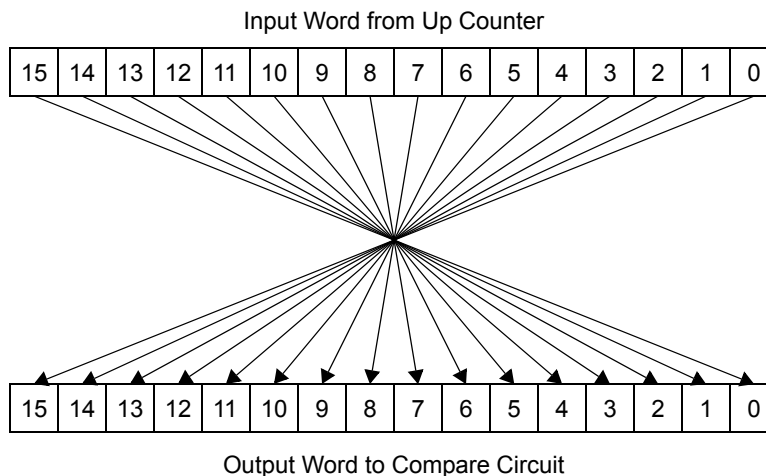 Input Word from Up Counter
15 14 13 12 11 10 9 8 7 6 5 4 3 2 1 0
15 14 13 12 11 10 9 8 7 6 5 4 3 2 1 0
Output Word to Compare Circuit